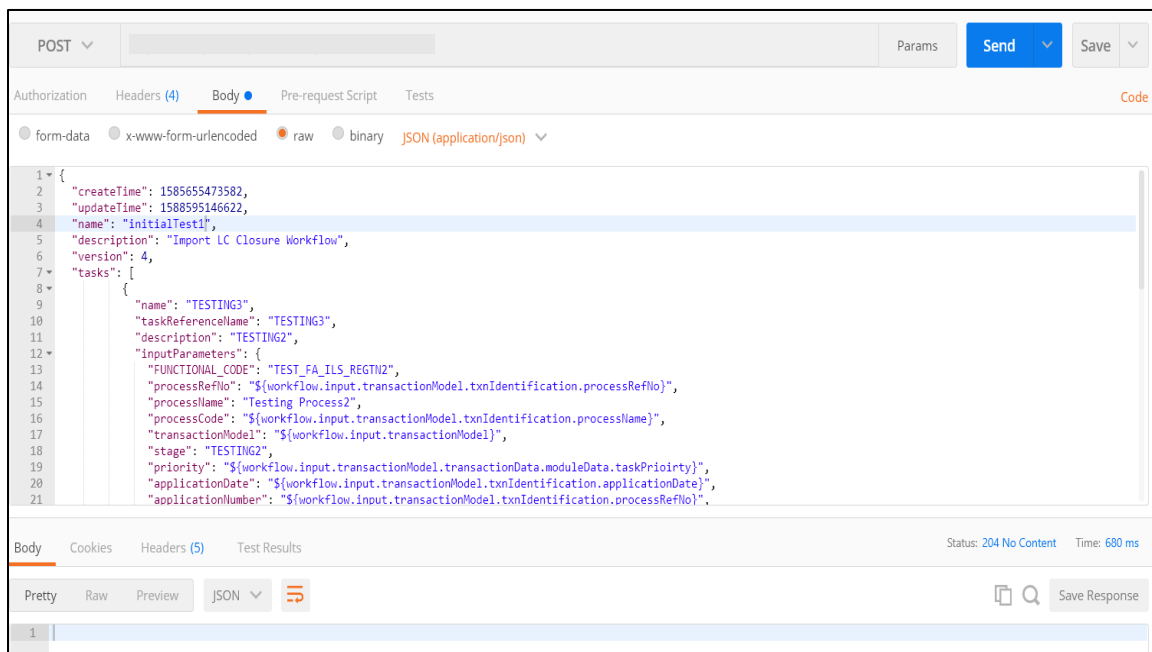 POST Params Send Save
Authorization Headers (4) Body Pre-request Script Tests Code
form-data x-www-form-urlencoded raw binary JSON (application/json)
1 {
2 "createTime": 1585655473582,
3 "updateTime": 1588595146622,
4 "name": "initialTest1",
5 "description": "Import LC Closure Workflow",
6 "version": 4,
7 "tasks": [
8 {
9 "name": "TESTING3",
10 "taskReferenceName": "TESTING3",
11 "description": "TESTING2",
12 "inputParameters": {
13 "FUNCTIONAL_CODE": "TEST_FA_ILS_REGTN2",
14 "processRefNo": "${workflow.input.transactionModel.txnIdentification.processRefNo}",
15 "processName": "Testing Process2",
16 "processCode": "${workflow.input.transactionModel.txnIdentification.processName}",
17 "transactionModel": "${workflow.input.transactionModel}",
18 "stage": "TESTING2",
19 "priority": "${workflow.input.transactionModel.transactionData.moduleData.taskPrioirty}",
20 "applicationDate": "${workflow.input.transactionModel.txnIdentification.applicationDate}",
21 "applicationNumber": "${workflow.input.transactionModel.txnIdentification.processRefNo}",
Body Cookies Headers (5) Test Results Status: 204 No Content Time: 680 ms
Pretty Raw Preview JSON Save Response
1